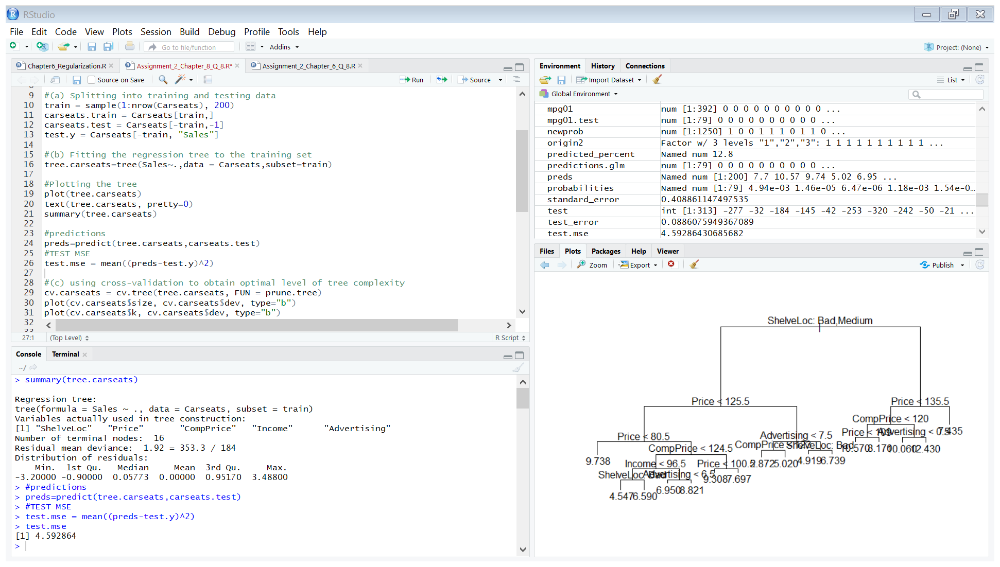 RStudio
File Edit Code View Plots Session Build Debug Profile Tools Help
Go to file/function Addins Project: (None)
Chapter6_Regularization.R Assignment_2_Chapter_8_Q_8.R* Assignment_2_Chapter_6_Q_8.R
Source on Save Run Source
9 #(a) Splitting into training and testing data
10 train = sample(1:nrow(Carseats), 200)
11 carseats.train = Carseats[train,]
12 carseats.test = Carseats[-train,-1]
13 test.y = Carseats[-train, "Sales"]
14
15 #(b) Fitting the regression tree to the training set
16 tree.carseats=tree(Sales~.,data = Carseats,subset=train)
17
18 #Plotting the tree
19 plot(tree.carseats)
20 text(tree.carseats, pretty=0)
21 summary(tree.carseats)
22
23 #predictions
24 preds=predict(tree.carseats,carseats.test)
25 #TEST MSE
26 test.mse = mean((preds-test.y)^2)
27
28 #(c) using cross-validation to obtain optimal level of tree complexity
29 cv.carseats = cv.tree(tree.carseats, FUN = prune.tree)
30 plot(cv.carseats$size, cv.carseats$dev, type="b")
31 plot(cv.carseats$k, cv.carseats$dev, type="b")
32
27:1 (Top Level) R Script
Console Terminal
~/
> summary(tree.carseats)
Regression tree:
tree(formula = Sales ~ ., data = Carseats, subset = train)
Variables actually used in tree construction:
[1] "ShelveLoc" "Price" "CompPrice" "Income" "Advertising"
Number of terminal nodes: 16
Residual mean deviance: 1.92 = 353.3 / 184
Distribution of residuals:
Min. 1st Qu. Median Mean 3rd Qu. Max.
-3.20000 -0.90000 0.05773 0.00000 0.95170 3.48800
> #predictions
> preds=predict(tree.carseats,carseats.test)
> #TEST MSE
> test.mse = mean((preds-test.y)^2)
> test.mse
[1] 4.592864
>
Environment History Connections
Import Dataset List
Global Environment
mpg01 num [1:392] 0 0 0 0 0 0 0 0 0 0 ...
mpg01.test num [1:79] 0 0 0 0 0 0 0 0 0 0 ...
newprob num [1:1250] 1 0 0 1 1 1 0 1 1 0 ...
origin2 Factor w/ 3 levels "1","2","3": 1 1 1 1 1 1 1 1 1 1 ...
predicted_percent Named num 12.8
predictions.glm num [1:79] 0 0 0 0 0 0 0 0 0 0 ...
preds Named num [1:200] 7.7 10.57 9.74 5.02 6.95 ...
probabilities Named num [1:79] 4.94e-03 1.46e-05 6.47e-06 1.18e-03 1.54e-0...
standard_error 0.408861147497535
test int [1:313] -277 -32 -184 -145 -42 -253 -320 -242 -50 -21 ...
test_error 0.0886075949367089
test.mse 4.59286430685682
Files Plots Packages Help Viewer
Zoom Export Publish
ShelveLoc: Bad,Medium
Price < 125.5 Price < 135.5
CompPrice < 120
Price < 80.5 Advertising < 7.5 Price < 109 Advertising < 0.5 7.435
CompPrice < 124.5 CompPrice < ShelveLoc: Bad 10.570 8.170 10.060 12.430
9.738 Income < 96.5 Price < 100.5 2.872 5.020 4.919 6.739
ShelveLoc: Bad Advertising < 6.5 9.308 7.697
4.547 6.590 6.950 8.821